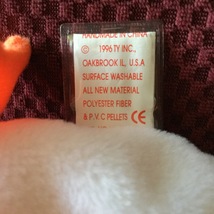 HANDMADE IN CHINA
© 1996 TY INC.,
OAKBROOK IL, U.S.A
SURFACE WASHABLE
ALL NEW MATERIAL
POLYESTER FIBER
& P.V.C PELLETS CE